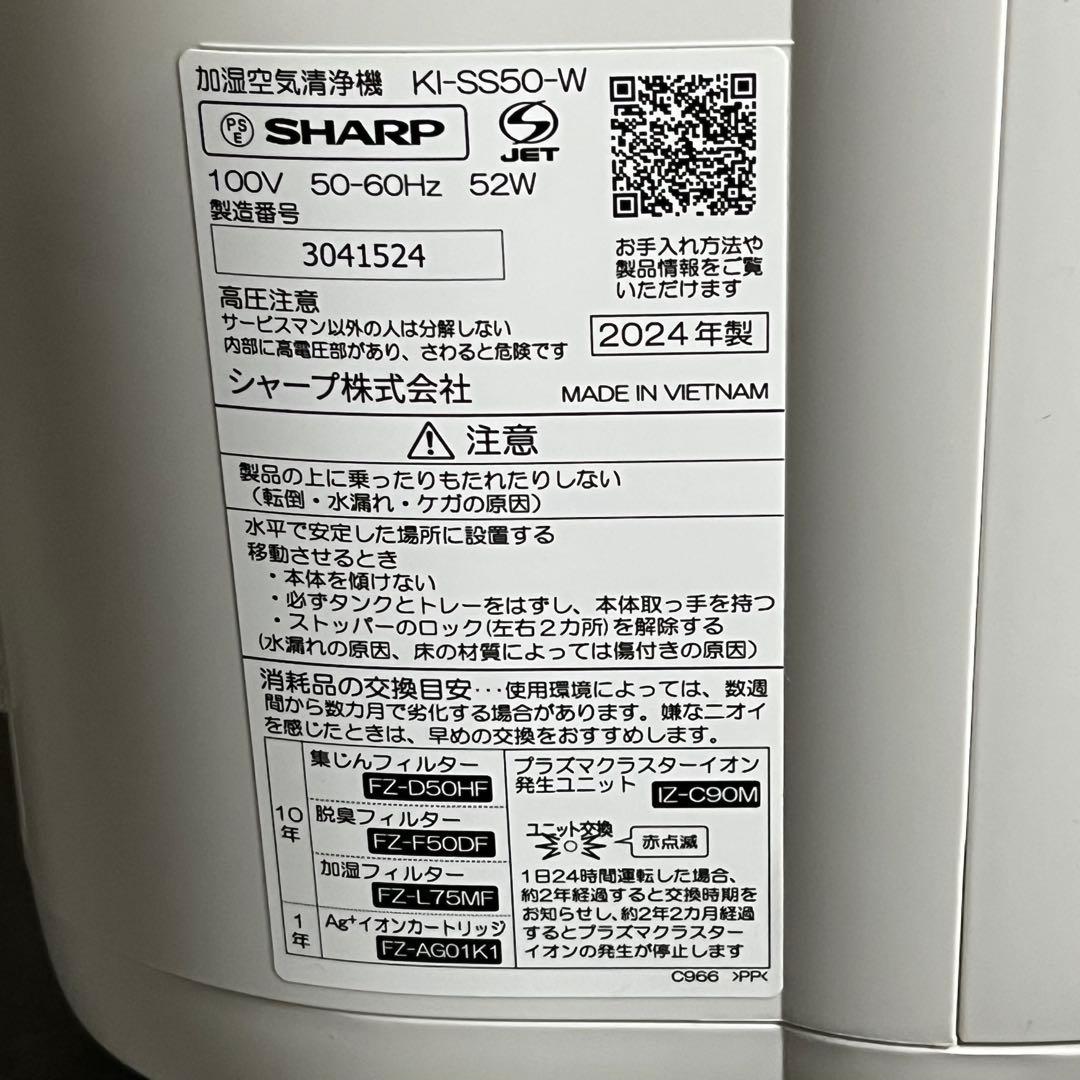 加湿空気清浄機 KI-SS50-W
PS E SHARP JET
100V 50-60Hz 52W
製造番号
3041524
お手入れ方法や
製品情報をご覧
いただけます
高圧注意
サービスマン以外の人は分解しない
内部に高電圧部があり、さわると危険です
2024年製
シャープ株式会社 MADE IN VIETNAM
注意
製品の上に乗ったりもたれたりしない
(転倒・水漏れ・ケガの原因)
水平で安定した場所に設置する
移動させるとき
・本体を傾けない
・必ずタンクとトレーをはずし、本体取っ手を持つ
・ストッパーのロック(左右2カ所)を解除する
(水漏れの原因、床の材質によっては傷付きの原因)
消耗品の交換目安…使用環境によっては、数週
間から数カ月で劣化する場合があります。嫌なニオイ
を感じたときは、早めの交換をおすすめします。
10年
集じんフィルター
FZ-D50HF
脱臭フィルター
FZ-F50DF
加湿フィルター
FZ-L75MF
1年
Ag+イオンカートリッジ
FZ-AG01K1
プラズマクラスターイオン
発生ユニット IZ-C90M
ユニット交換
赤点滅
1日24時間運転した場合、
約2年経過すると交換時期を
お知らせし、約2年2カ月経過
するとプラズマクラスター
イオンの発生が停止します
C966 >PP<